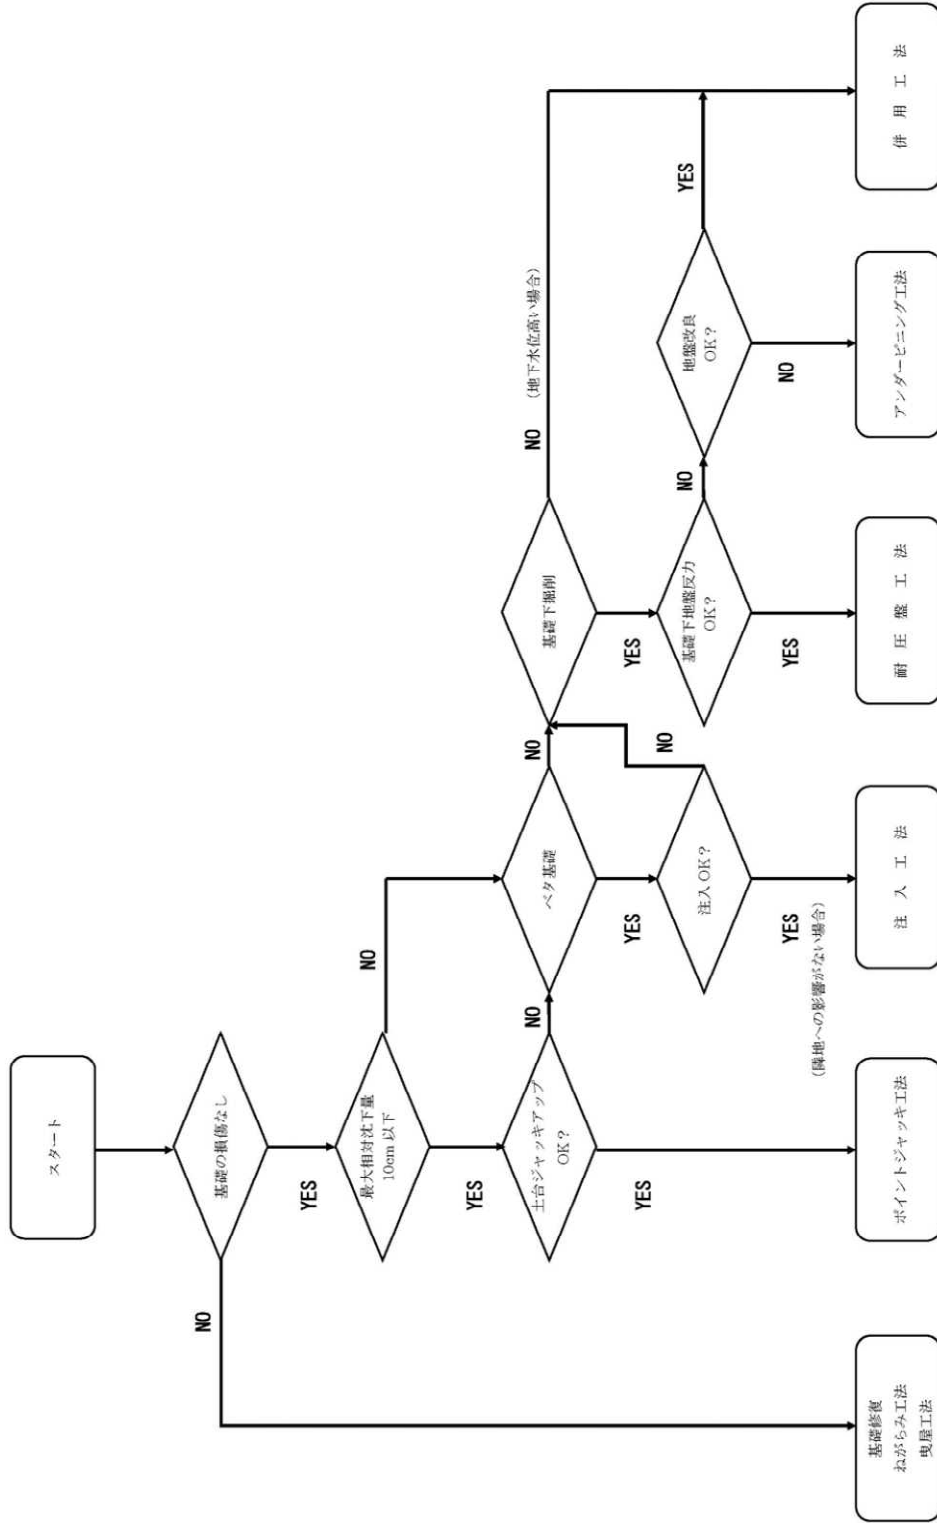 スタート
基礎の損傷なし
NO
YES
最大相対沈下量
10cm 以下
NO
YES
土台ジャッキアップ
OK？
NO
YES
ベタ基礎
NO
YES
注入 OK？
NO
YES
（隣地への影響がない場合）
基礎下掘削
NO
（地下水位高い場合）
YES
基礎下地盤反力
OK？
NO
YES
地盤改良
OK？
YES
NO
基礎修復
ねがらみ工法
曳屋工法
ポイントジャッキ工法
注 入 工 法
耐 圧 盤 工 法
アンダーピニング工法
併 用 工 法